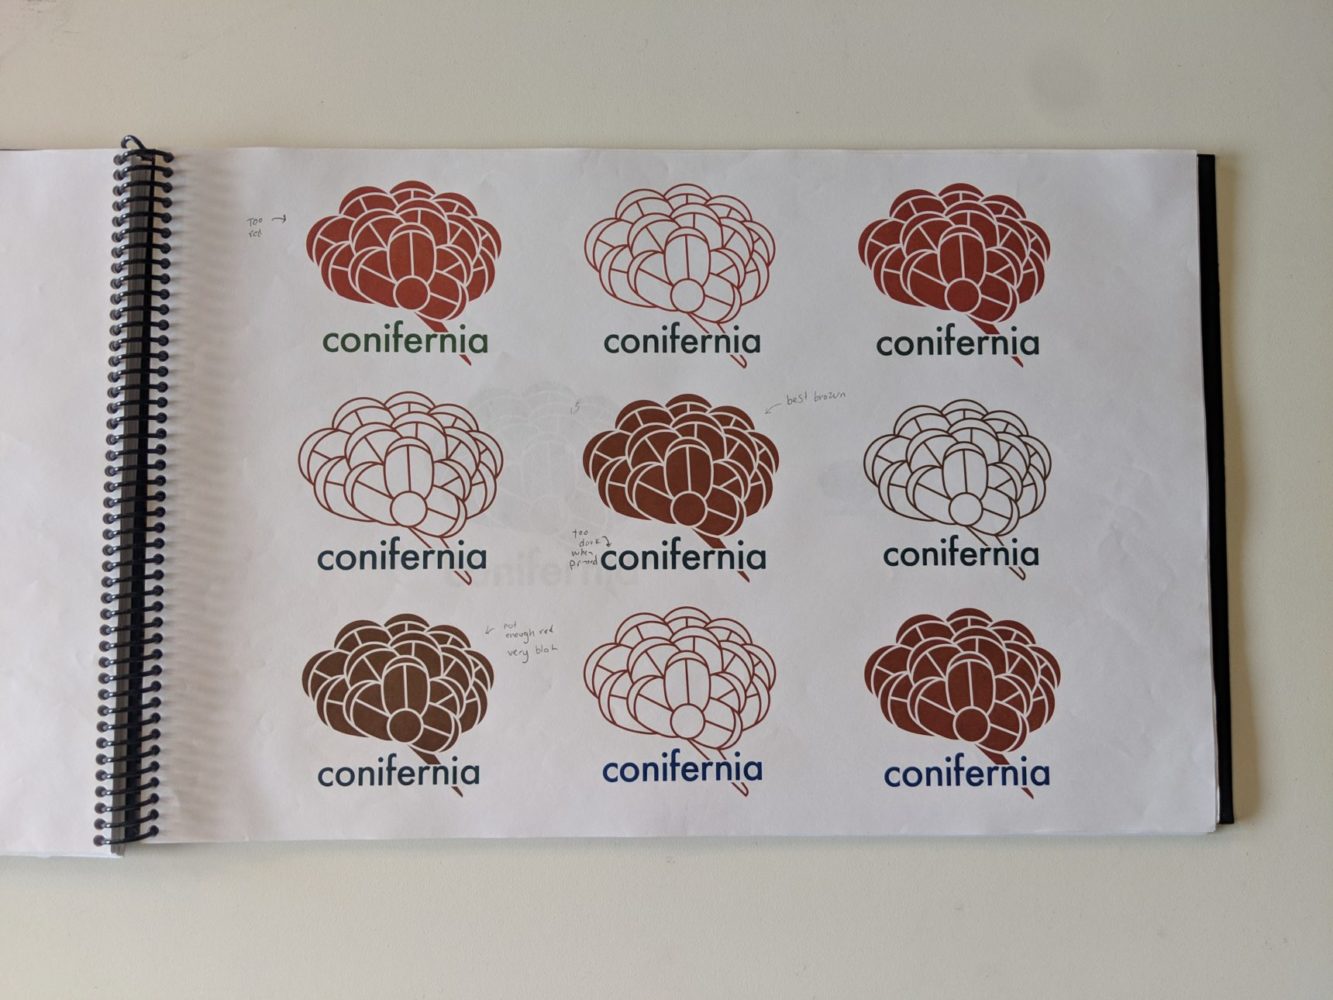 Too
red
conifernia
conifernia
conifernia
best brown
too
dark
when
conifernia
conifernia
conifernia
not
enough red
very blah
conifernia
conifernia
conifernia